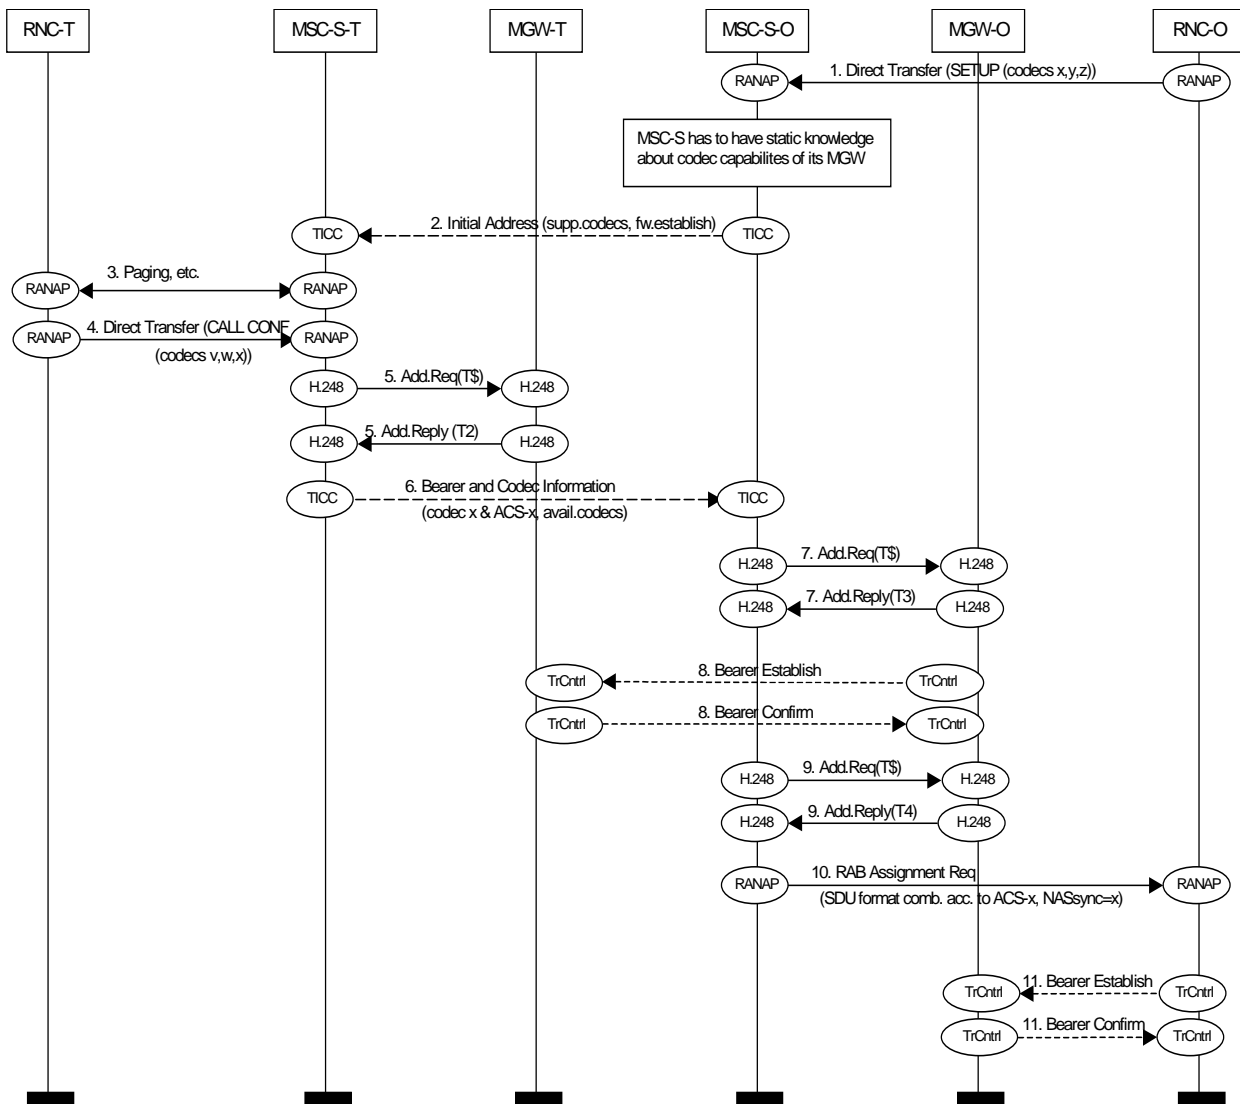 RNC-T MSC-S-T MGW-T MSC-S-O MGW-O RNC-O
1. Direct Transfer (SETUP (codecs x,y,z))
RANAP RANAP
MSC-S has to have static knowledge
about codec capabilites of its MGW
2. Initial Address (supp.codecs, fw.establish)
TICC TICC
3. Paging, etc.
RANAP RANAP
4. Direct Transfer (CALL CONF
RANAP RANAP
(codecs v,w,x))
5. Add.Req(T$)
H.248 H.248
5. Add.Reply (T2)
H.248 H.248
6. Bearer and Codec Information
TICC TICC
(codec x & ACS-x, avail.codecs)
7. Add.Req(T$)
H.248 H.248
7. Add.Reply(T3)
H.248 H.248
8. Bearer Establish
TrCntrl TrCntrl
8. Bearer Confirm
TrCntrl TrCntrl
9. Add.Req(T$)
H.248 H.248
9. Add.Reply(T4)
H.248 H.248
10. RAB Assignment Req
RANAP RANAP
(SDU format comb. acc. to ACS-x, NASsync=x)
11. Bearer Establish
TrCntrl TrCntrl
11. Bearer Confirm
TrCntrl TrCntrl